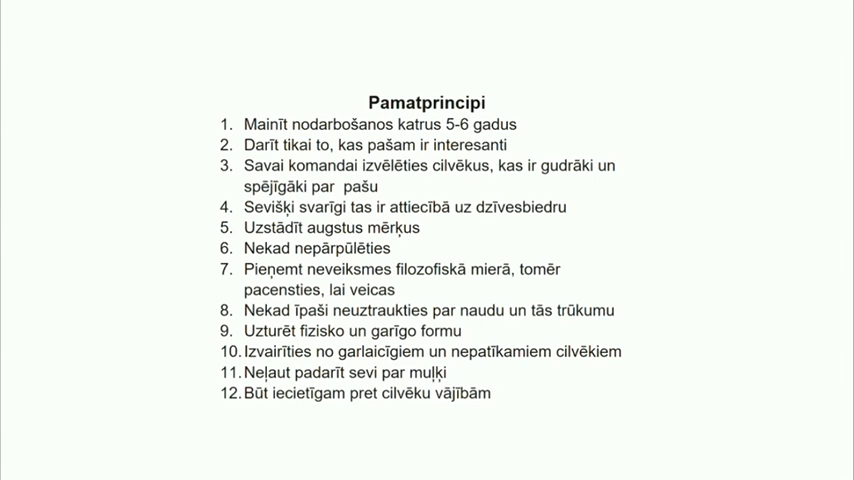 Pamatprincipi
1. Mainīt nodarbošanos katrus 5-6 gadus
2. Darīt tikai to, kas pašam ir interesanti
3. Savai komandai izvēlēties cilvēkus, kas ir gudrāki un
spējīgāki par pašu
4. Sevišķi svarīgi tas ir attiecībā uz dzīvesbiedru
5. Uzstādīt augstus mērķus
6. Nekad nepārpūlēties
7. Pieņemt neveiksmes filozofiskā mierā, tomēr
pacensties, lai veicas
8. Nekad īpaši neuztraukties par naudu un tās trūkumu
9. Uzturēt fizisko un garīgo formu
10. Izvairīties no garlaicīgiem un nepatīkamiem cilvēkiem
11. Neļaut padarīt sevi par muļķi
12. Būt iecietīgam pret cilvēku vājībām